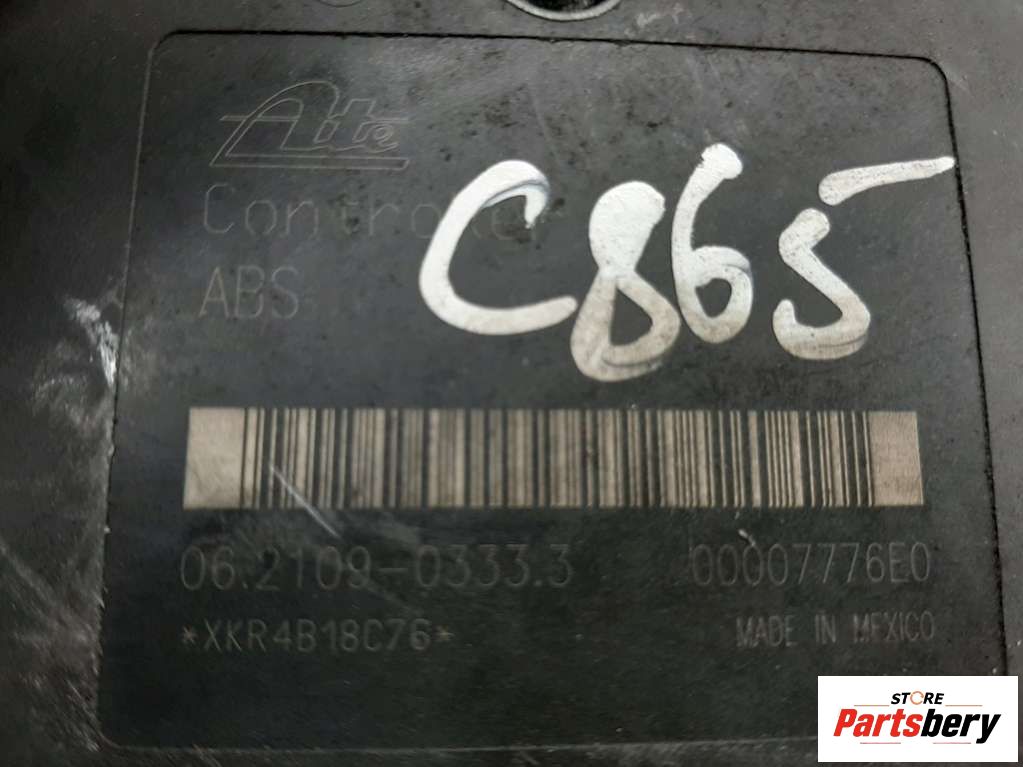 Ate
Controller
C865
ABS
06.2109-0333.3 00007776E0
*XKR4B18C76* MADE IN MEXICO
STORE
Partsbery